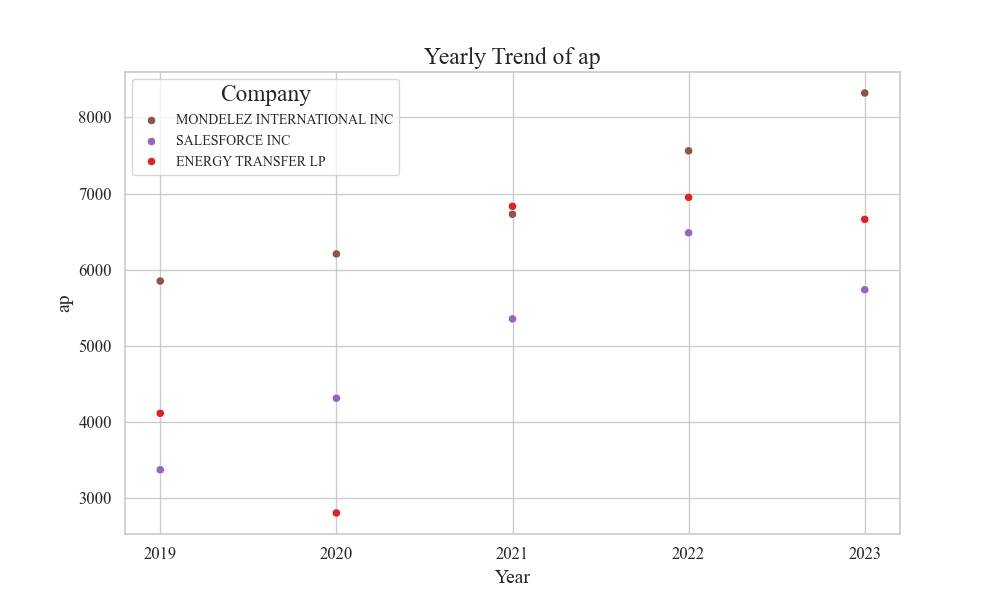 Yearly Trend of ap
Company
MONDELEZ INTERNATIONAL INC
SALESFORCE INC
ENERGY TRANSFER LP
8000
7000
6000
5000
4000
3000
ap
2019 2020 2021 2022 2023
Year